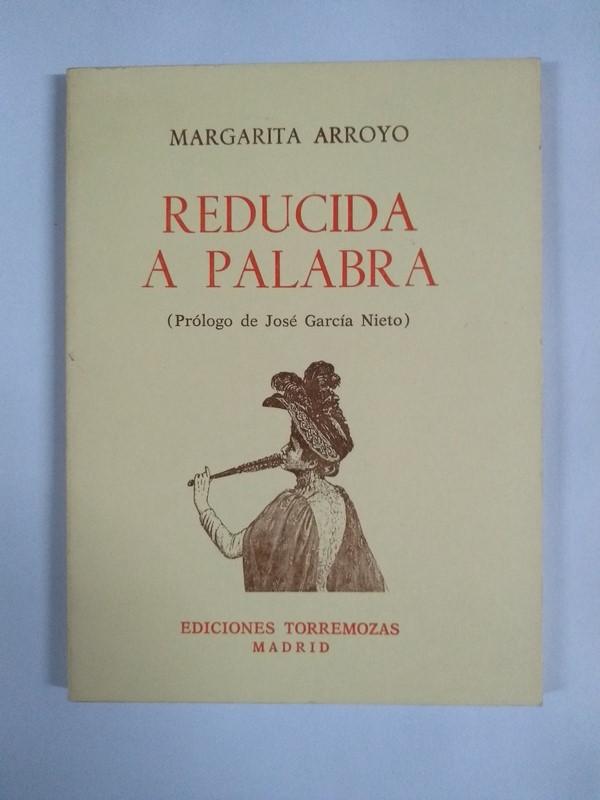 MARGARITA ARROYO
REDUCIDA
A PALABRA
(Prólogo de José García Nieto)
EDICIONES TORREMOZAS
MADRID